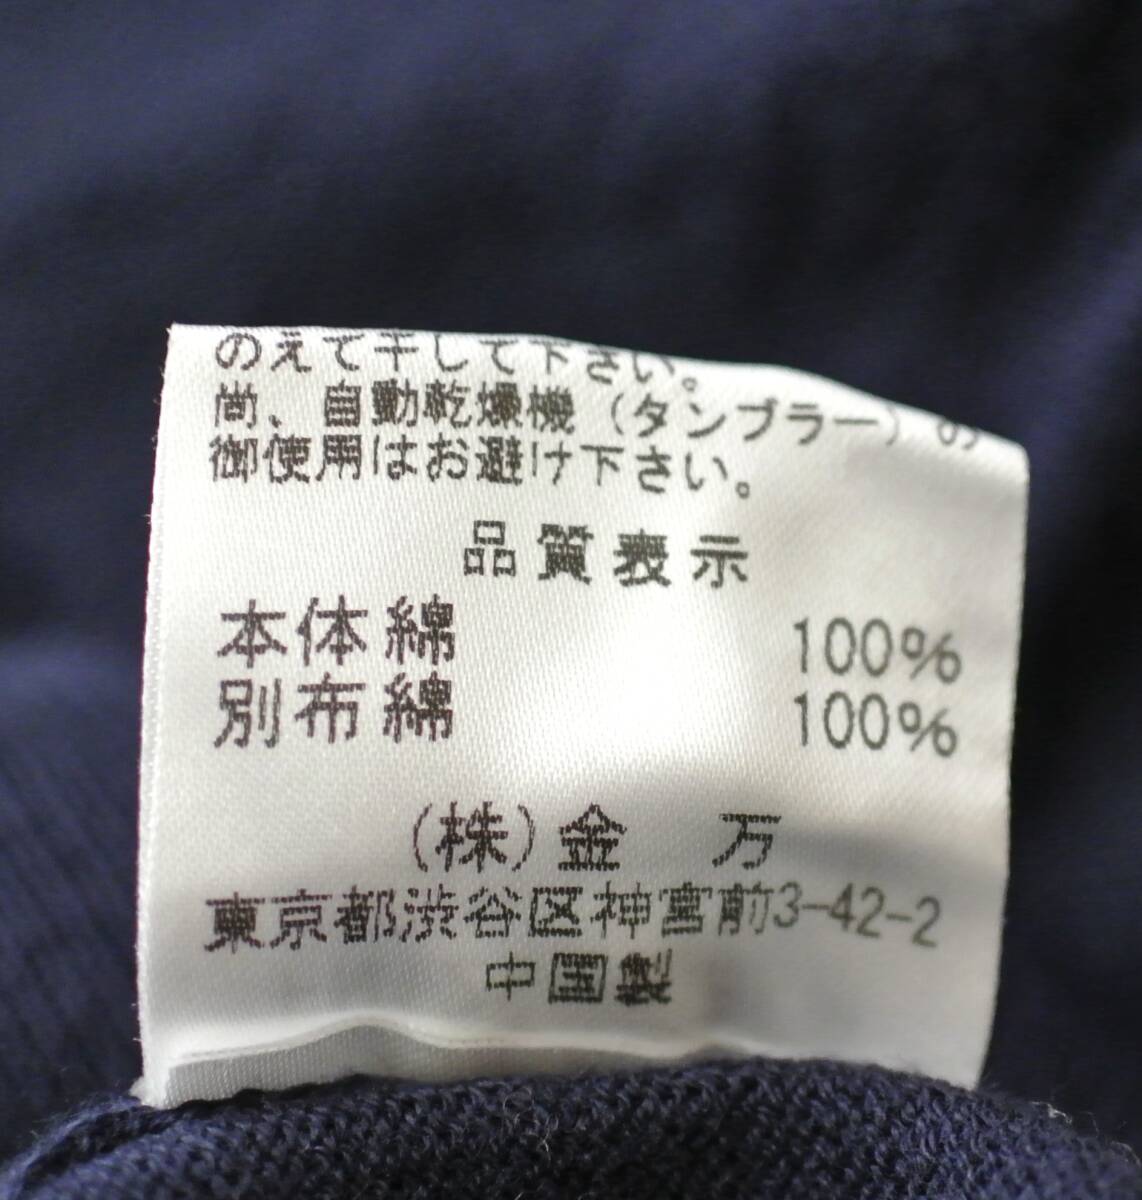 のえて干して下さい。
尚、自動乾燥機（タンブラー）の
御使用はお避け下さい。
品質表示
本体綿 100%
別布綿 100%
(株)金 万
東京都渋谷区神宮前3-42-2
中国製